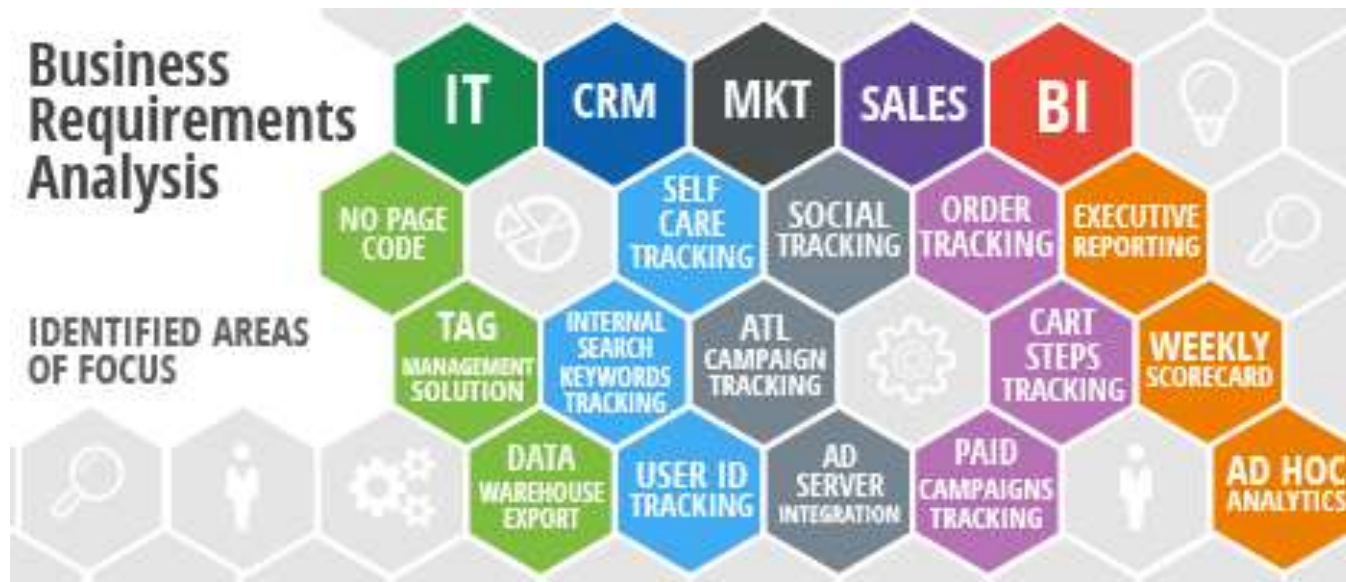 Business
Requirements
Analysis
IDENTIFIED AREAS
OF FOCUS
IT
CRM
MKT
SALES
BI
NO PAGE
CODE
SELF
CARE
TRACKING
SOCIAL
TRACKING
ORDER
TRACKING
EXECUTIVE
REPORTING
TAG
MANAGEMENT
SOLUTION
INTERNAL
SEARCH
KEYWORDS
TRACKING
ATL
CAMPAIGN
TRACKING
CART
STEPS
TRACKING
WEEKLY
SCORECARD
DATA
WAREHOUSE
EXPORT
USER ID
TRACKING
AD
SERVER
INTEGRATION
PAID
CAMPAIGNS
TRACKING
AD HOC
ANALYTICS